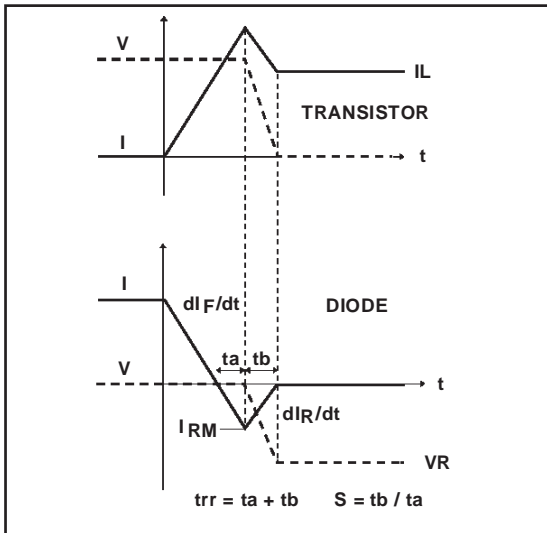 V
IL
TRANSISTOR
I
t
I
dIF/dt
DIODE
ta
tb
V
t
IRM
dIR/dt
VR
trr = ta + tb S = tb / ta